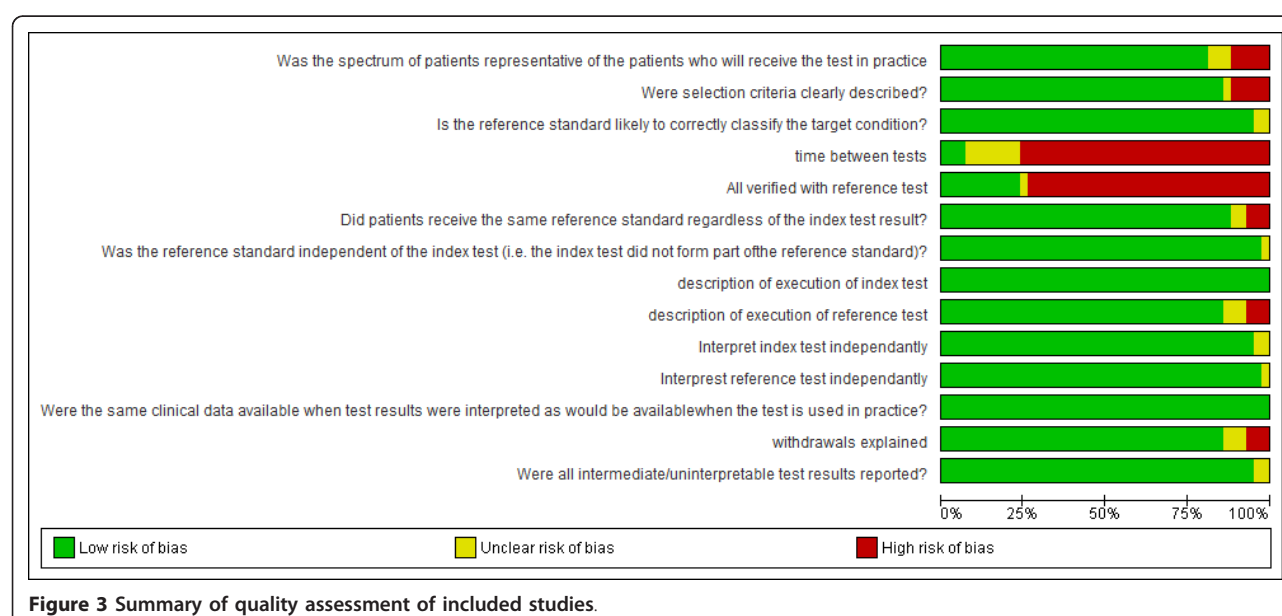 Was the spectrum of patients representative of the patients who will receive the test in practice
Were selection criteria clearly described?
Is the reference standard likely to correctly classify the target condition?
time between tests
All verified with reference test
Did patients receive the same reference standard regardless of the index test result?
Was the reference standard independent of the index test (i.e. the index test did not form part ofthe reference standard)?
description of execution of index test
description of execution of reference test
Interpret index test independantly
Interprest reference test independantly
Were the same clinical data available when test results were interpreted as would be availablewhen the test is used in practice?
withdrawals explained
Were all intermediate/uninterpretable test results reported?
0% 25% 50% 75% 100%
Low risk of bias Unclear risk of bias High risk of bias
Figure 3 Summary of quality assessment of included studies.